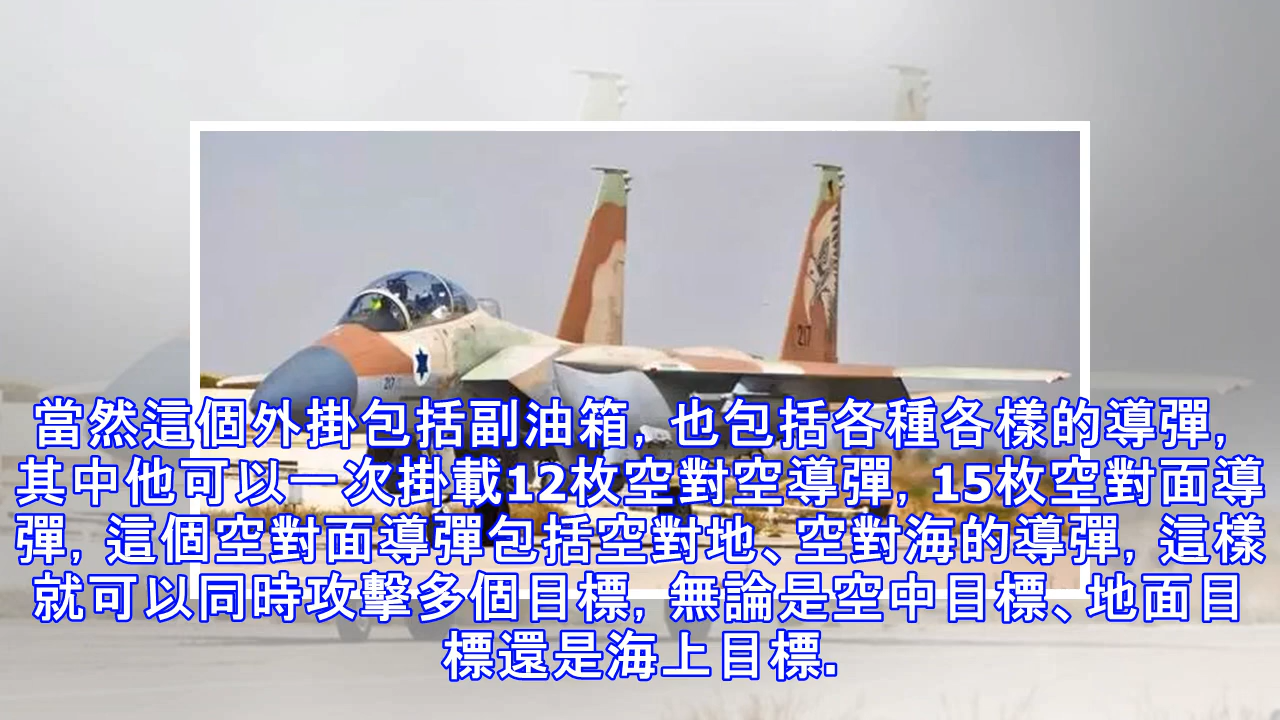 217
217
當然這個外掛包括副油箱, 也包括各種各樣的導彈,
其中他可以一次掛載12枚空對空導彈, 15枚空對面導
彈, 這個空對面導彈包括空對地、空對海的導彈, 這樣
就可以同時攻擊多個目標, 無論是空中目標、地面目
標還是海上目標.